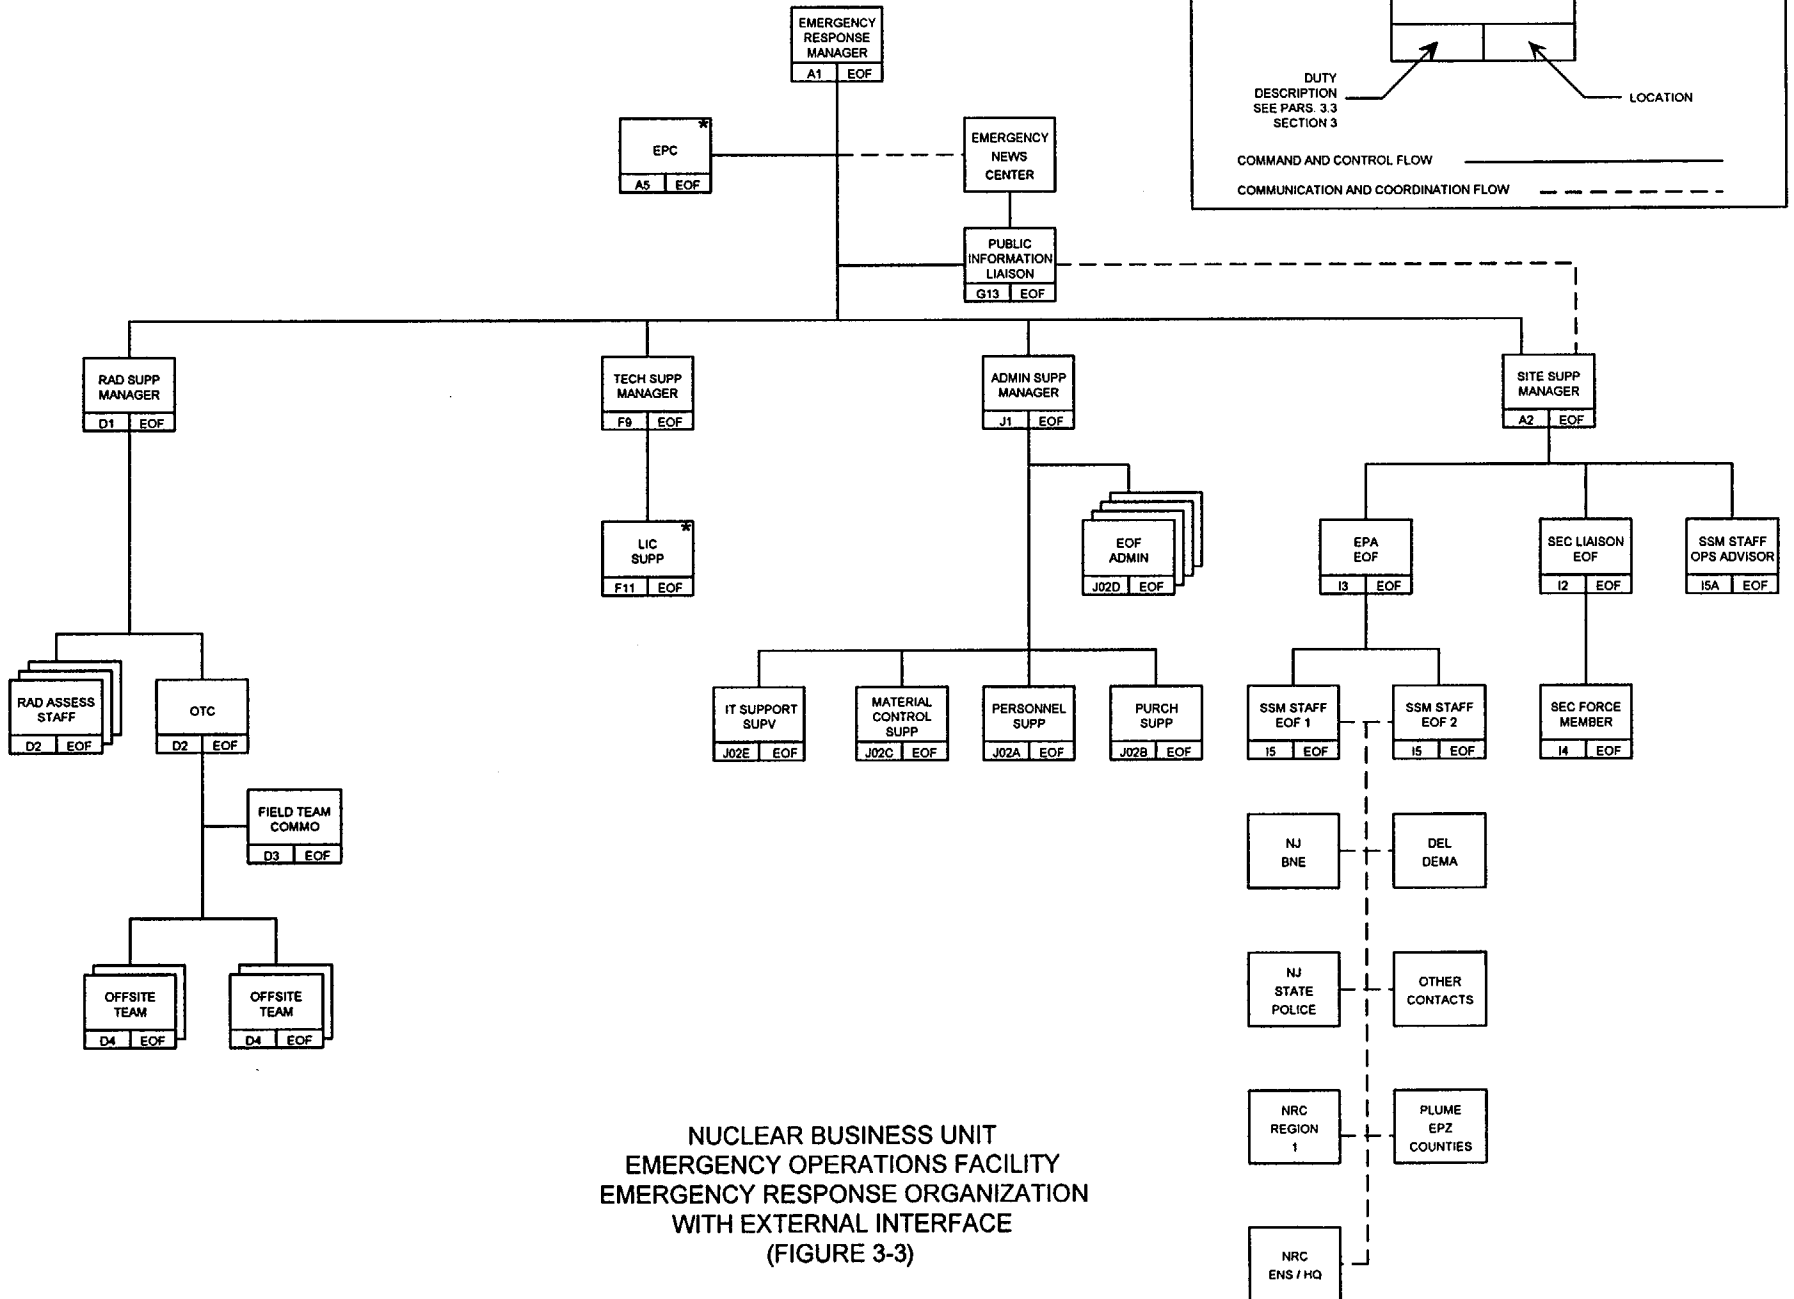 EMERGENCY
RESPONSE
MANAGER
A1 EOF
DUTY
DESCRIPTION
SEE PARS. 3.3
SECTION 3
LOCATION
COMMAND AND CONTROL FLOW
COMMUNICATION AND COORDINATION FLOW
*
EPC
A5 EOF
EMERGENCY
NEWS
CENTER
PUBLIC
INFORMATION
LIAISON
G13 EOF
RAD SUPP
MANAGER
D1 EOF
TECH SUPP
MANAGER
F9 EOF
ADMIN SUPP
MANAGER
J1 EOF
SITE SUPP
MANAGER
A2 EOF
*
LIC
SUPP
F11 EOF
EOF
ADMIN
J02D EOF
EPA
EOF
I3 EOF
SEC LIAISON
EOF
I2 EOF
SSM STAFF
OPS ADVISOR
I5A EOF
RAD ASSESS
STAFF
D2 EOF
OTC
D2 EOF
IT SUPPORT
SUPV
J02E EOF
MATERIAL
CONTROL
SUPP
J02C EOF
PERSONNEL
SUPP
J02A EOF
PURCH
SUPP
J02B EOF
SSM STAFF
EOF 1
I5 EOF
SSM STAFF
EOF 2
I5 EOF
SEC FORCE
MEMBER
I4 EOF
FIELD TEAM
COMMO
D3 EOF
NJ
BNE
DEL
DEMA
OFFSITE
TEAM
D4 EOF
OFFSITE
TEAM
D4 EOF
NJ
STATE
POLICE
OTHER
CONTACTS
NRC
REGION
1
PLUME
EPZ
COUNTIES
NRC
ENS / HQ
NUCLEAR BUSINESS UNIT
EMERGENCY OPERATIONS FACILITY
EMERGENCY RESPONSE ORGANIZATION
WITH EXTERNAL INTERFACE
(FIGURE 3-3)